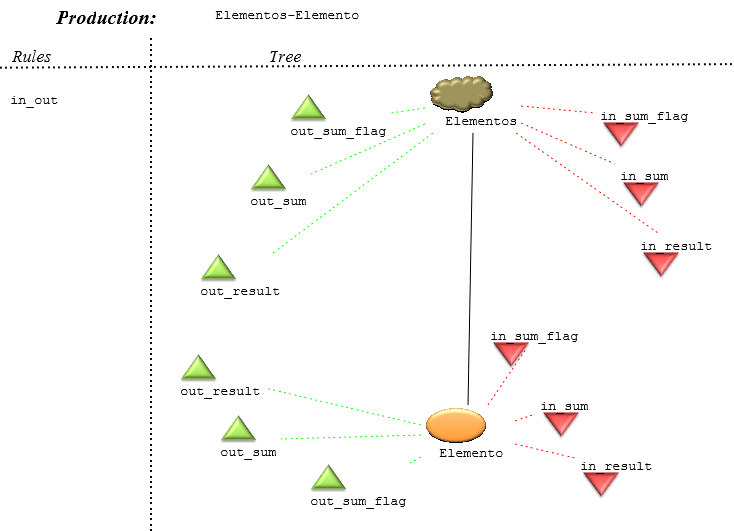 Production: Elementos-Elemento
Rules Tree
in_out
out_sum_flag
Elementos
in_sum_flag
out_sum
in_sum
in_result
out_result
in_sum_flag
out_result
in_sum
out_sum
Elemento
in_result
out_sum_flag